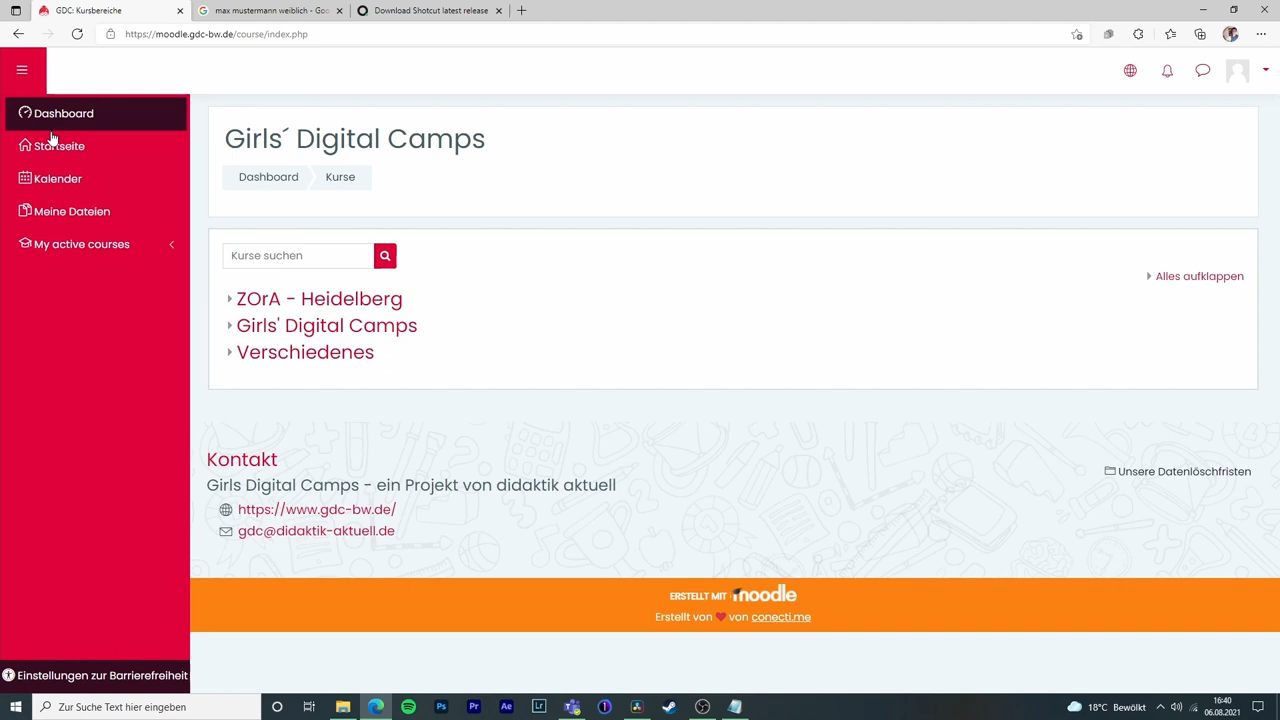 GDC: Kursbereiche
max mustermann weiblich - Googl
Download Shotcut latest release
https://moodle.gdc-bw.de/course/index.php
Dashboard
Startseite
Kalender
Meine Dateien
My active courses
Einstellungen zur Barrierefreiheit
Girls´ Digital Camps
Dashboard
Kurse
Kurse suchen
Alles aufklappen
ZOrA - Heidelberg
Girls' Digital Camps
Verschiedenes
Kontakt
Girls Digital Camps - ein Projekt von didaktik aktuell
https://www.gdc-bw.de/
gdc@didaktik-aktuell.de
Unsere Datenlöschfristen
ERSTELLT MIT moodle
Erstellt von ❤ von conecti.me
Zur Suche Text hier eingeben
Ps
Pr
Ae
18°C Bewölkt
16:40
06.08.2021